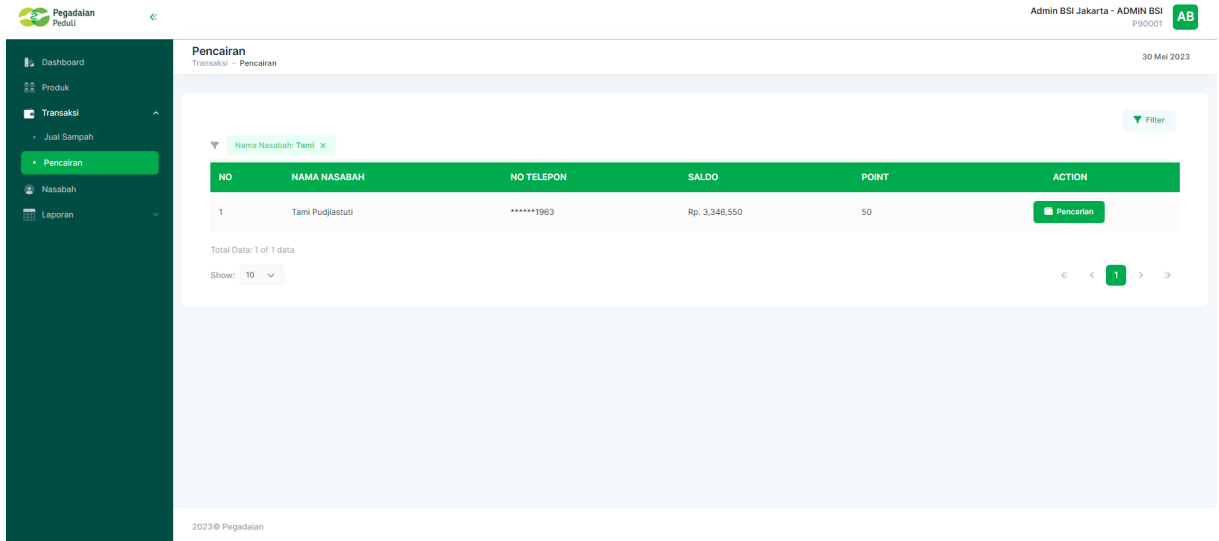 Pegadaian
Peduli
Admin BSI Jakarta - ADMIN BSI
P90001
AB
Dashboard
Produk
Transaksi
Jual Sampah
Pencairan
Nasabah
Laporan
Pencairan
Transaksi - Pencairan
30 Mei 2023
Filter
Nama Nasabah: Tami ×
NO NAMA NASABAH NO TELEPON SALDO POINT ACTION
1 Tami Pudjiastuti ******1963 Rp. 3,346,550 50 Pencarian
Total Data: 1 of 1 data
Show: 10
« < 1 > »
2023© Pegadaian